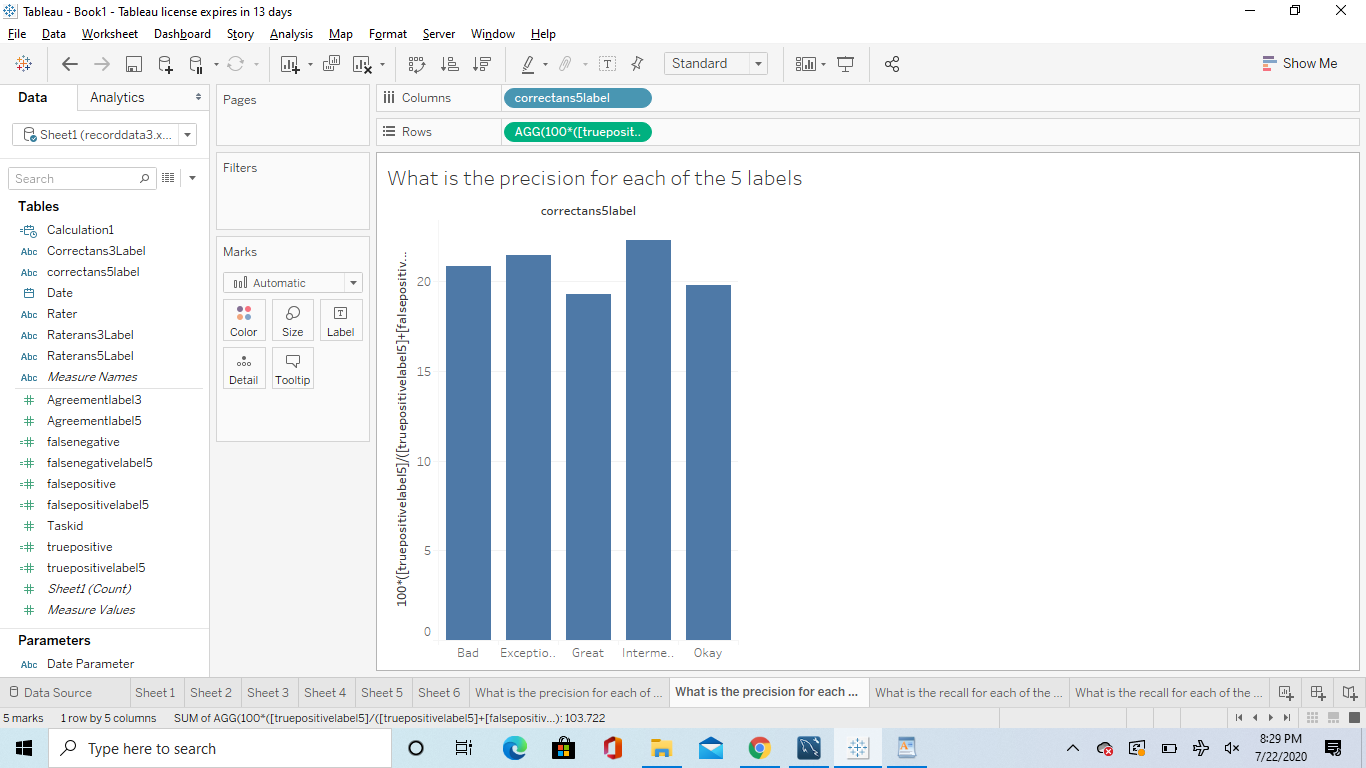 Tableau - Book1 - Tableau license expires in 13 days
File Data Worksheet Dashboard Story Analysis Map Format Server Window Help
Standard
Show Me
Data Analytics
Pages
Columns correctans5label
Sheet1 (recorddata3.x...
Rows AGG(100*([trueposit..
Search
Filters
What is the precision for each of the 5 labels
Tables
correctans5label
Calculation1
Abc Correctans3Label
Abc correctans5label
Date
Abc Rater
Abc Raterans3Label
Abc Raterans5Label
Abc Measure Names
Agreementlabel3
Agreementlabel5
falsenegative
falsenegativelabel5
falsepositive
falsepositivelabel5
Taskid
truepositive
truepositivelabel5
Sheet1 (Count)
Measure Values
Parameters
Abc Date Parameter
Marks
Automatic
Color Size Label
Detail Tooltip
100*([truepositivelabel5]/([truepositivelabel5]+[falsepositiv...
20
15
10
5
0
Bad Exceptio.. Great Interme.. Okay
Data Source Sheet 1 Sheet 2 Sheet 3 Sheet 4 Sheet 5 Sheet 6 What is the precision for each of ... What is the precision for each ... What is the recall for each of the ... What is the recall for each of the ...
5 marks 1 row by 5 columns SUM of AGG(100*([truepositivelabel5]/([truepositivelabel5]+[falsepositiv...): 103.722
Type here to search
8:29 PM
7/22/2020